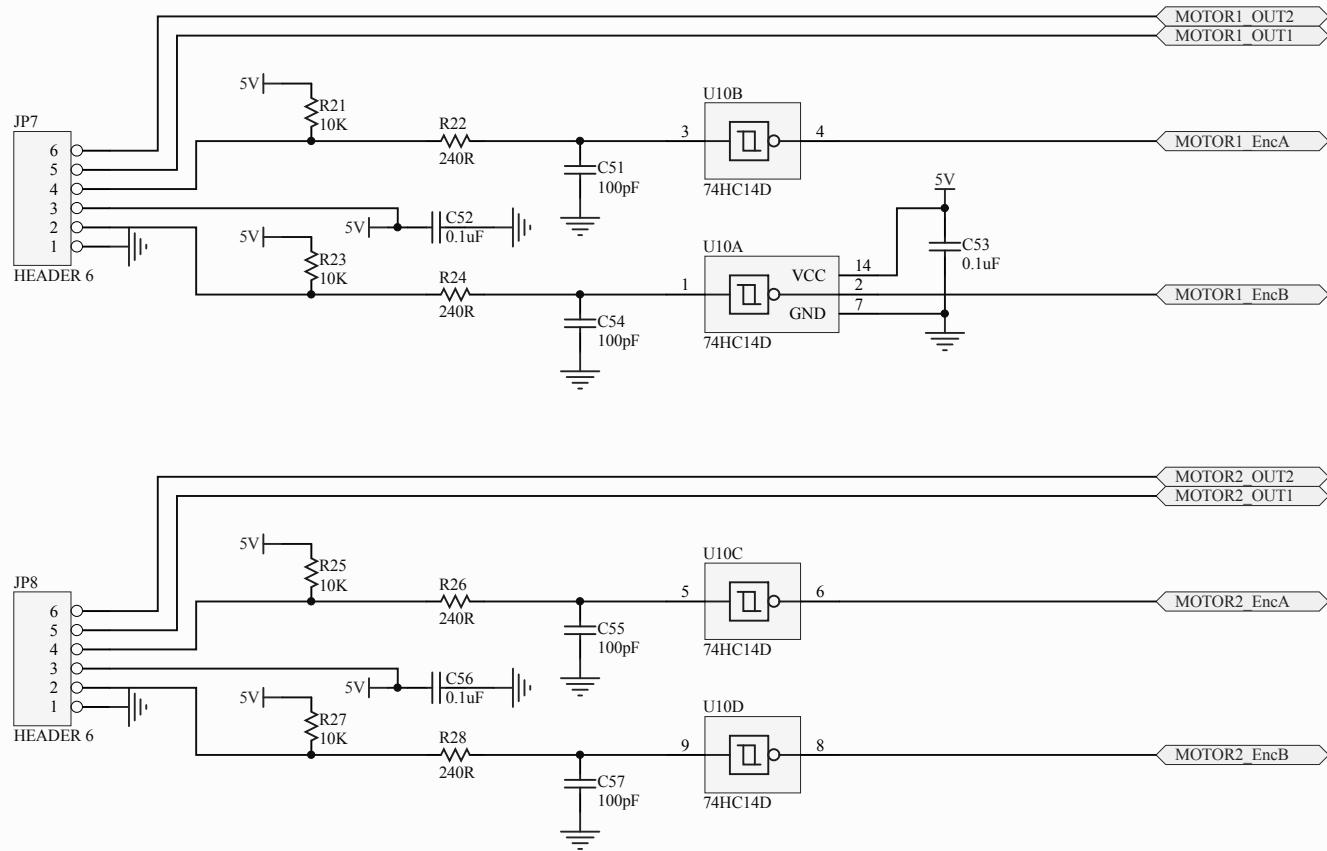 MOTOR1_OUT2
MOTOR1_OUT1
5V
R21
10K
U10B
JP7
R22
3
4
MOTOR1_EncA
6
5
4
3
2
1
240R
C51
100pF
74HC14D
5V
5V
C52
0.1uF
5V
R23
10K
U10A
C53
0.1uF
HEADER 6
R24
VCC
14
1
2
MOTOR1_EncB
240R
GND
7
C54
100pF
74HC14D
MOTOR2_OUT2
MOTOR2_OUT1
5V
R25
10K
U10C
JP8
R26
5
6
MOTOR2_EncA
6
5
4
3
2
1
240R
C55
100pF
74HC14D
5V
C56
0.1uF
5V
R27
10K
U10D
HEADER 6
R28
9
8
MOTOR2_EncB
240R
C57
100pF
74HC14D